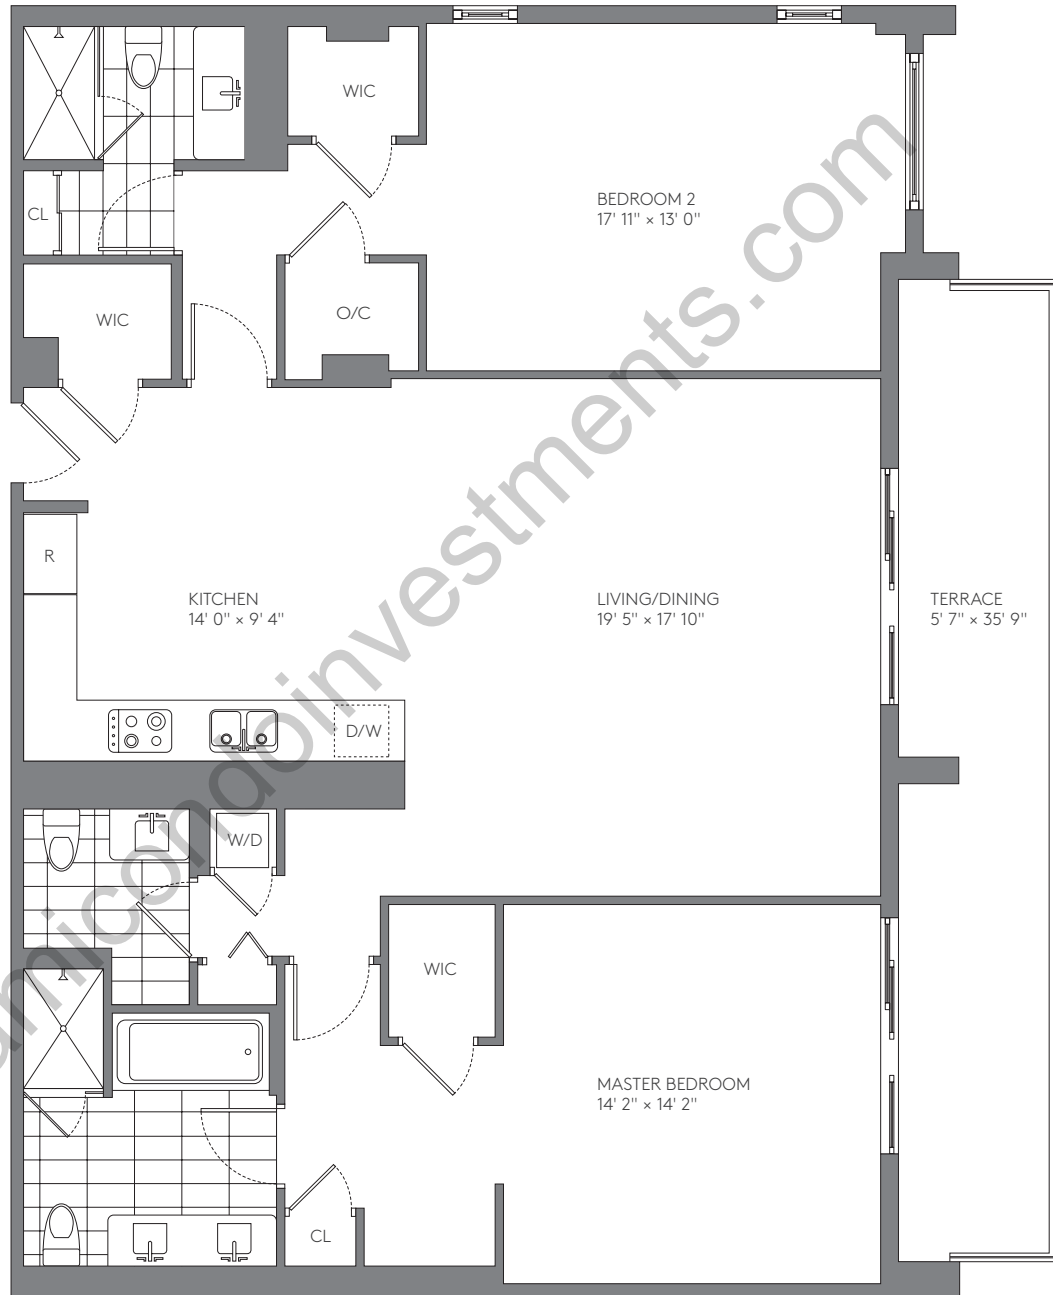 WIC
BEDROOM 2
17' 11" × 13' 0"
CL
WIC
O/C
R
KITCHEN
14' 0" × 9' 4"
LIVING/DINING
19' 5" × 17' 10"
TERRACE
5' 7" × 35' 9"
D/W
W/D
WIC
MASTER BEDROOM
14' 2" × 14' 2"
CL
amicondoinvestments.com